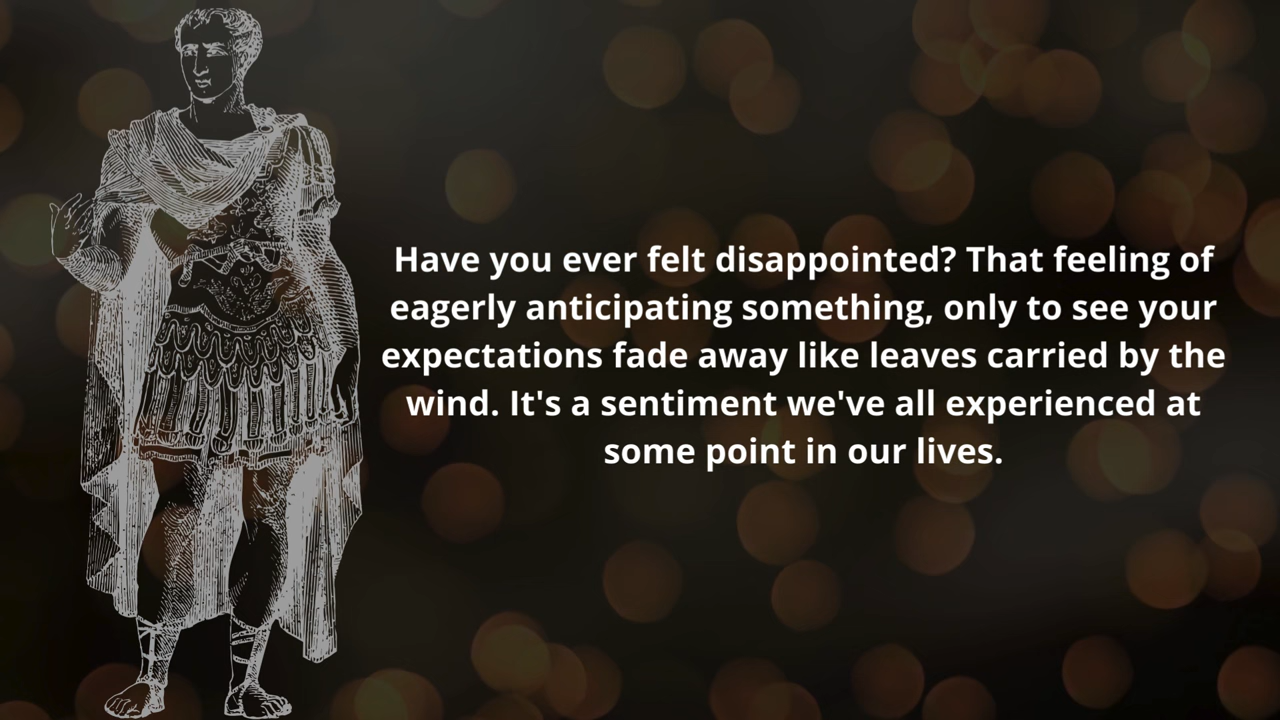 Have you ever felt disappointed? That feeling of
eagerly anticipating something, only to see your
expectations fade away like leaves carried by the
wind. It's a sentiment we've all experienced at
some point in our lives.